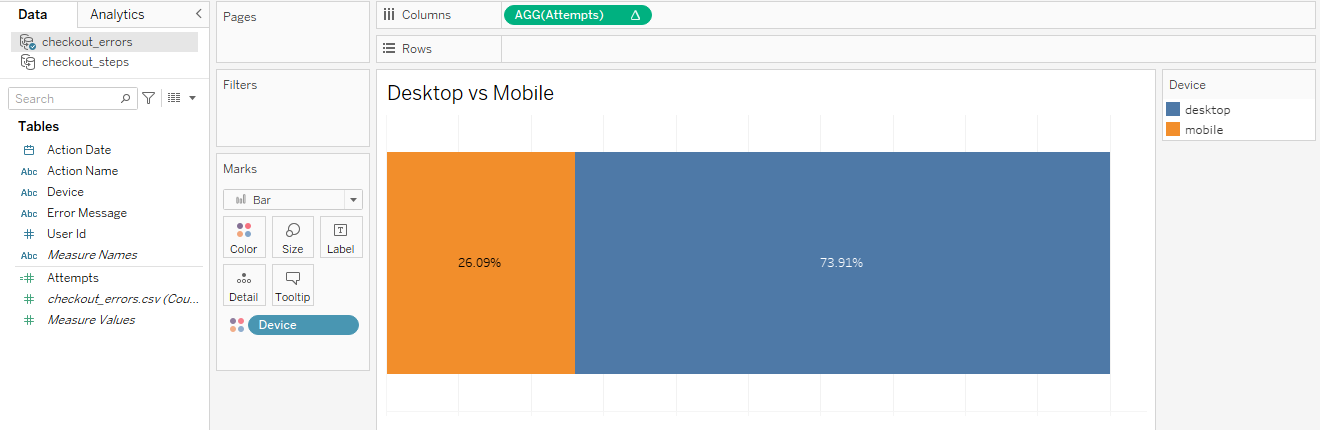 Data
Analytics
checkout_errors
checkout_steps
Search
Tables
Action Date
Abc Action Name
Abc Device
Abc Error Message
# User Id
Abc Measure Names
=# Attempts
# checkout_errors.csv (Cou...
# Measure Values
Pages
Filters
Marks
Bar
Color
Size
T
Label
Detail
Tooltip
Device
Columns
AGG(Attempts) Δ
Rows
Desktop vs Mobile
26.09%
73.91%
Device
desktop
mobile